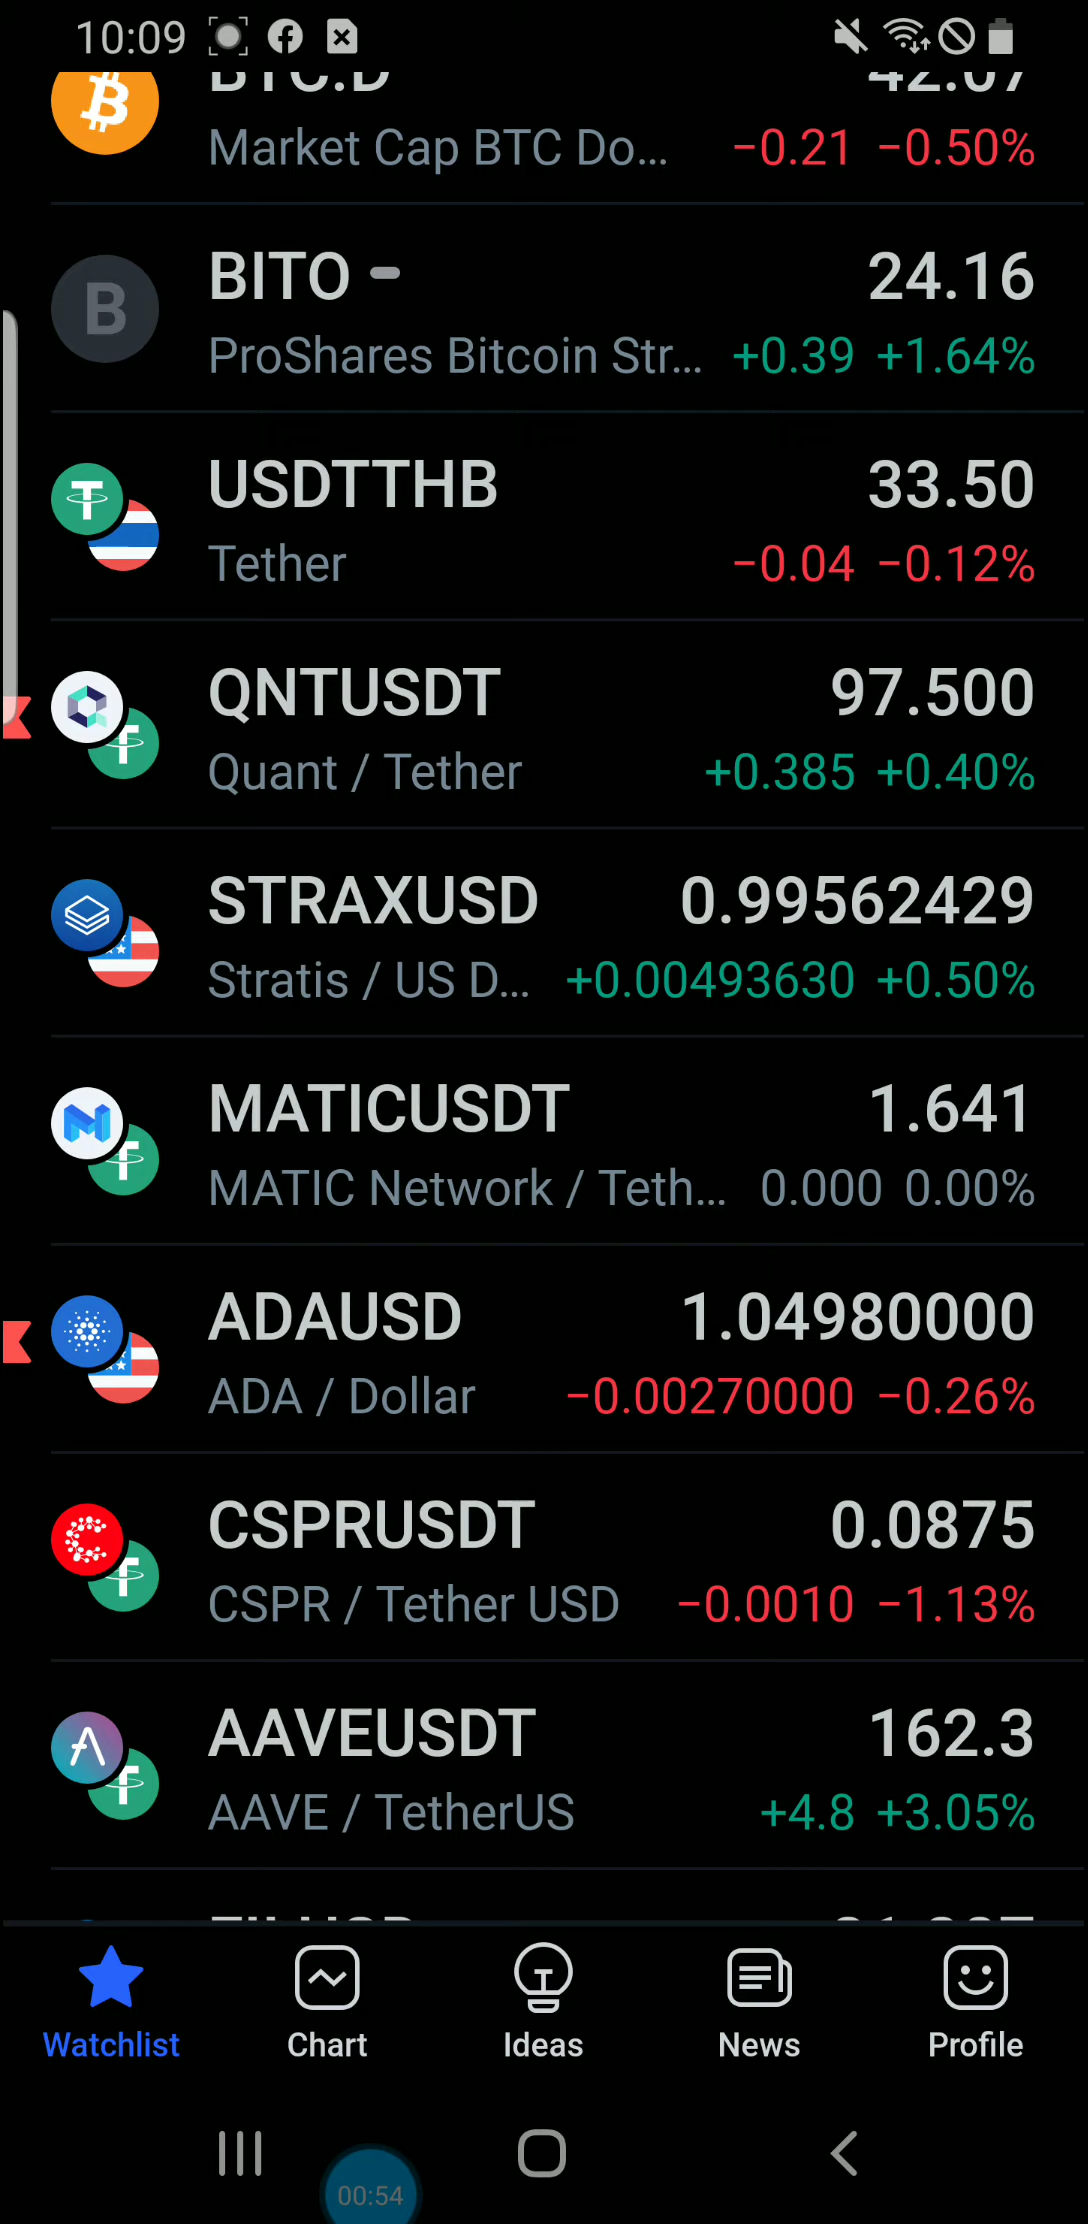 10:09
BTC.D 42.07
Market Cap BTC Do... −0.21 −0.50%
B BITO 24.16
ProShares Bitcoin Str... +0.39 +1.64%
USDTTHB 33.50
Tether −0.04 −0.12%
QNTUSDT 97.500
Quant / Tether +0.385 +0.40%
STRAXUSD 0.99562429
Stratis / US D... +0.00493630 +0.50%
MATICUSDT 1.641
MATIC Network / Teth... 0.000 0.00%
ADAUSD 1.04980000
ADA / Dollar −0.00270000 −0.26%
CSPRUSDT 0.0875
CSPR / Tether USD −0.0010 −1.13%
AAVEUSDT 162.3
AAVE / TetherUS +4.8 +3.05%
Watchlist Chart Ideas News Profile
00:54